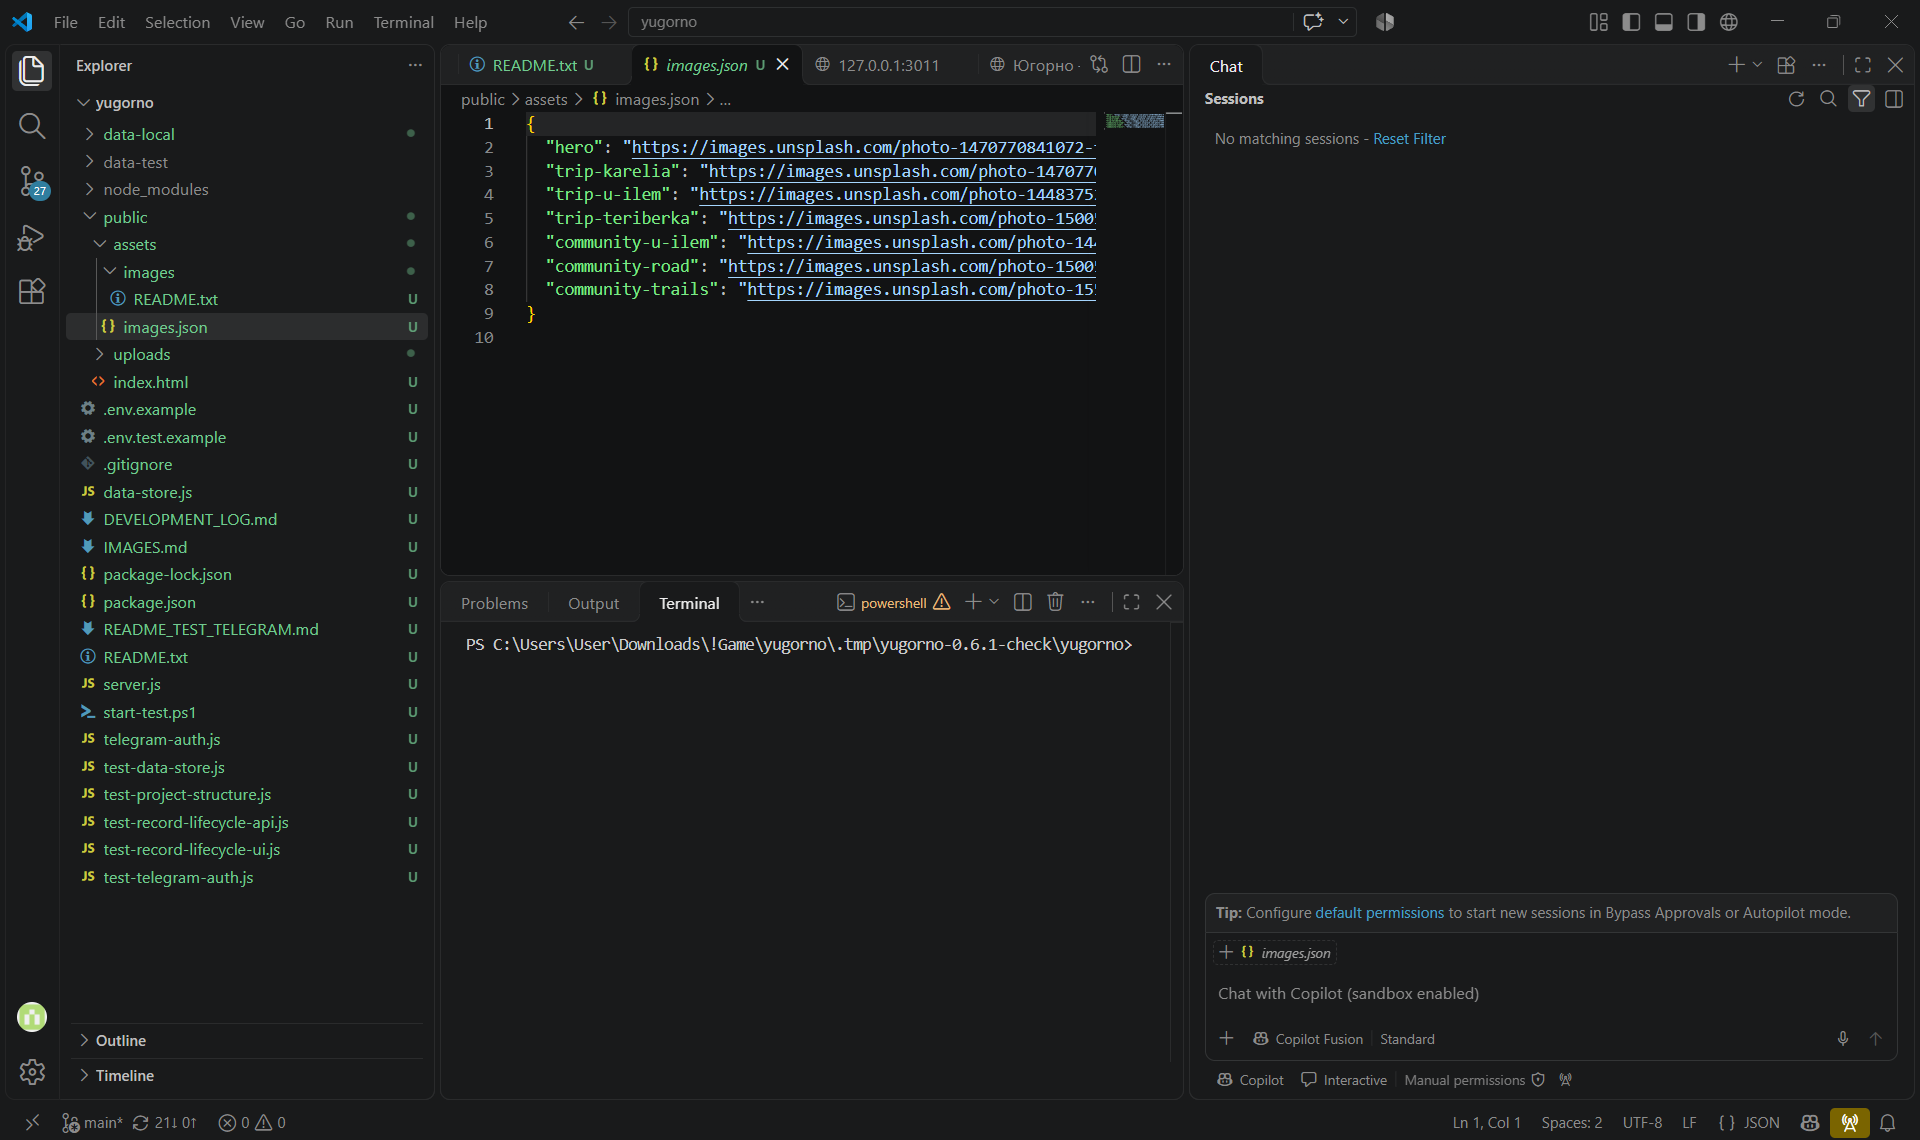 File Edit Selection View Go Run Terminal Help
yugorno
Explorer
yugorno
data-local
data-test
node_modules
public
assets
images
README.txt U
images.json U
uploads
index.html U
.env.example U
.env.test.example U
.gitignore U
JS data-store.js U
DEVELOPMENT_LOG.md U
IMAGES.md U
{} package-lock.json U
{} package.json U
README_TEST_TELEGRAM.md U
README.txt U
JS server.js U
start-test.ps1 U
JS telegram-auth.js U
JS test-data-store.js U
JS test-project-structure.js U
JS test-record-lifecycle-api.js U
JS test-record-lifecycle-ui.js U
JS test-telegram-auth.js U
Outline
Timeline
27
README.txt U
{} images.json U
127.0.0.1:3011
Югорно
public > assets > {} images.json > ...
1 {
2 "hero": "https://images.unsplash.com/photo-1470770841072-
3 "trip-karelia": "https://images.unsplash.com/photo-147077
4 "trip-u-ilem": "https://images.unsplash.com/photo-1448375
5 "trip-teriberka": "https://images.unsplash.com/photo-1500
6 "community-u-ilem": "https://images.unsplash.com/photo-144
7 "community-road": "https://images.unsplash.com/photo-1500
8 "community-trails": "https://images.unsplash.com/photo-15
9 }
10
Problems Output Terminal ...
powershell
PS C:\Users\User\Downloads\!Game\yugorno\.tmp\yugorno-0.6.1-check\yugorno>
Chat
Sessions
No matching sessions - Reset Filter
Tip: Configure default permissions to start new sessions in Bypass Approvals or Autopilot mode.
{} images.json
Chat with Copilot (sandbox enabled)
Copilot Fusion Standard
Copilot Interactive Manual permissions
main* 21↓ 0↑ 0 0
Ln 1, Col 1 Spaces: 2 UTF-8 LF {} JSON